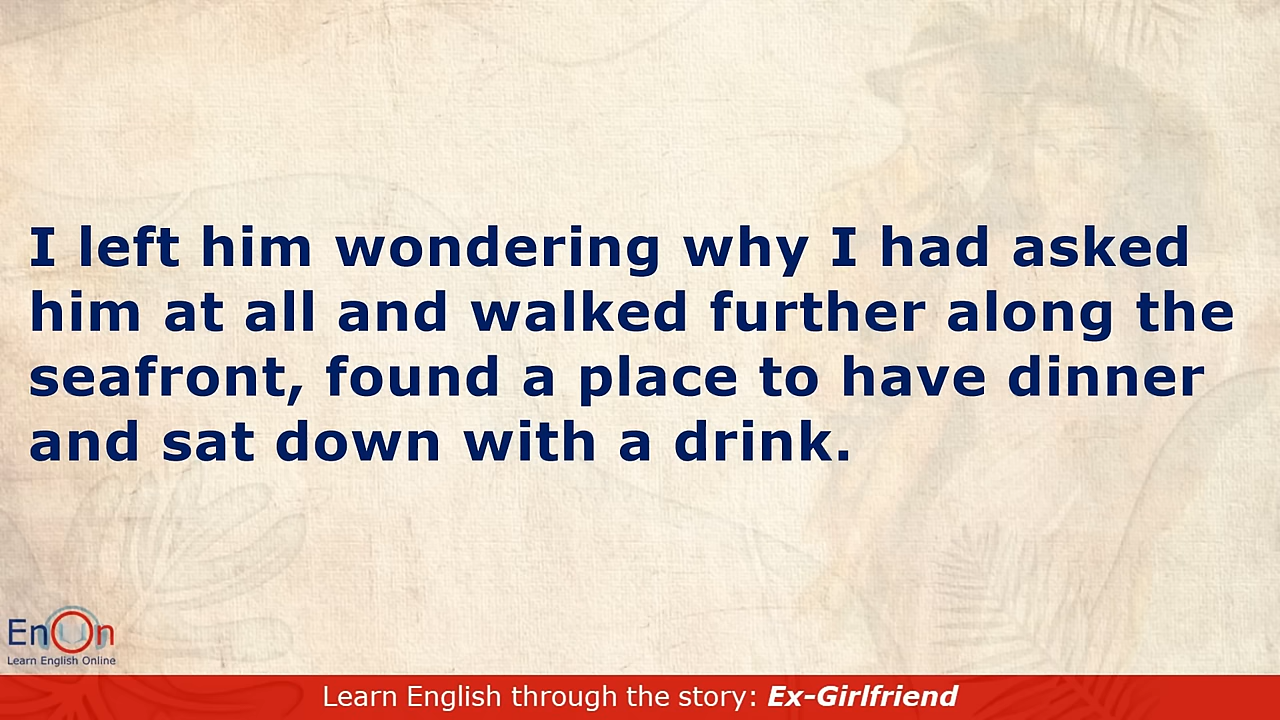 I left him wondering why I had asked
him at all and walked further along the
seafront, found a place to have dinner
and sat down with a drink.
EnOn
Learn English Online
Learn English through the story: Ex-Girlfriend